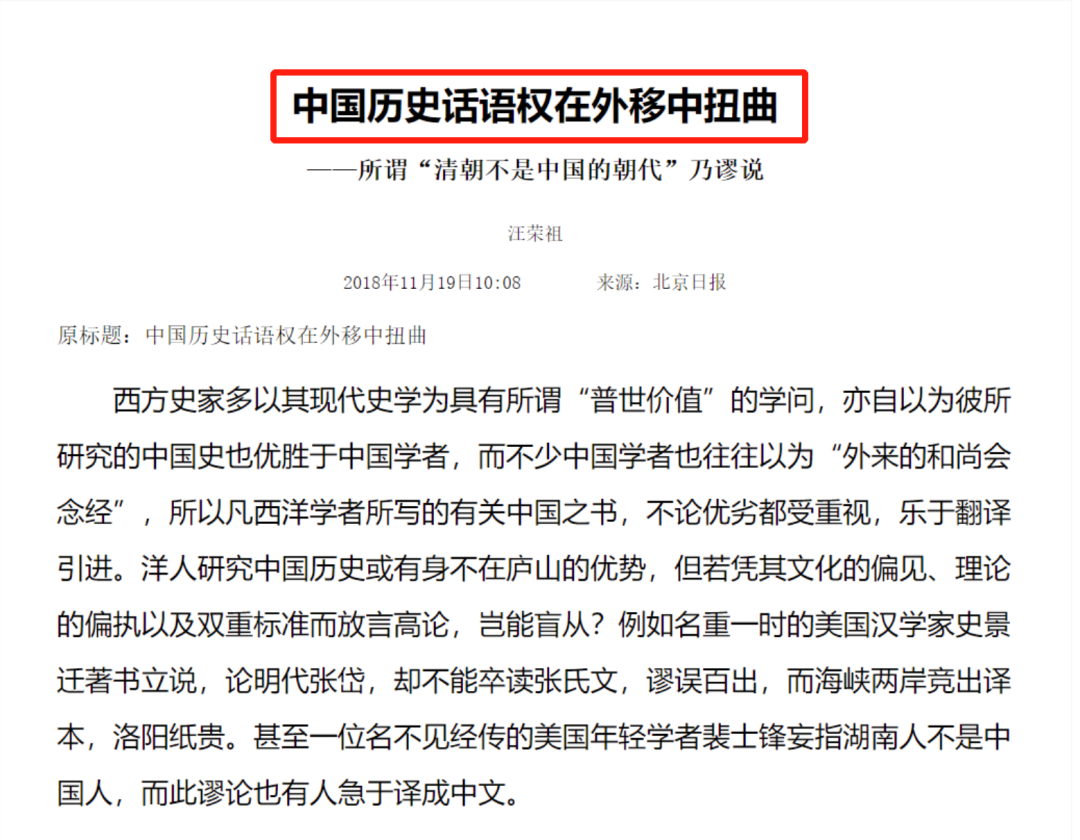 中国历史话语权在外移中扭曲
——所谓“清朝不是中国的朝代”乃谬说
汪荣祖
2018年11月19日10:08 来源：北京日报
原标题：中国历史话语权在外移中扭曲
西方史家多以其现代史学为具有所谓“普世价值”的学问，亦自以为彼所
研究的中国史也优胜于中国学者，而不少中国学者也往往以为“外来的和尚会
念经”，所以凡西洋学者所写的有关中国之书，不论优劣都受重视，乐于翻译
引进。洋人研究中国历史或有身不在庐山的优势，但若凭其文化的偏见、理论
的偏执以及双重标准而放言高论，岂能盲从？例如名重一时的美国汉学家史景
迁著书立说，论明代张岱，却不能卒读张氏文，谬误百出，而海峡两岸竞出译
本，洛阳纸贵。甚至一位名不见经传的美国年轻学者裴士锋妄指湖南人不是中
国人，而此谬论也有人急于译成中文。